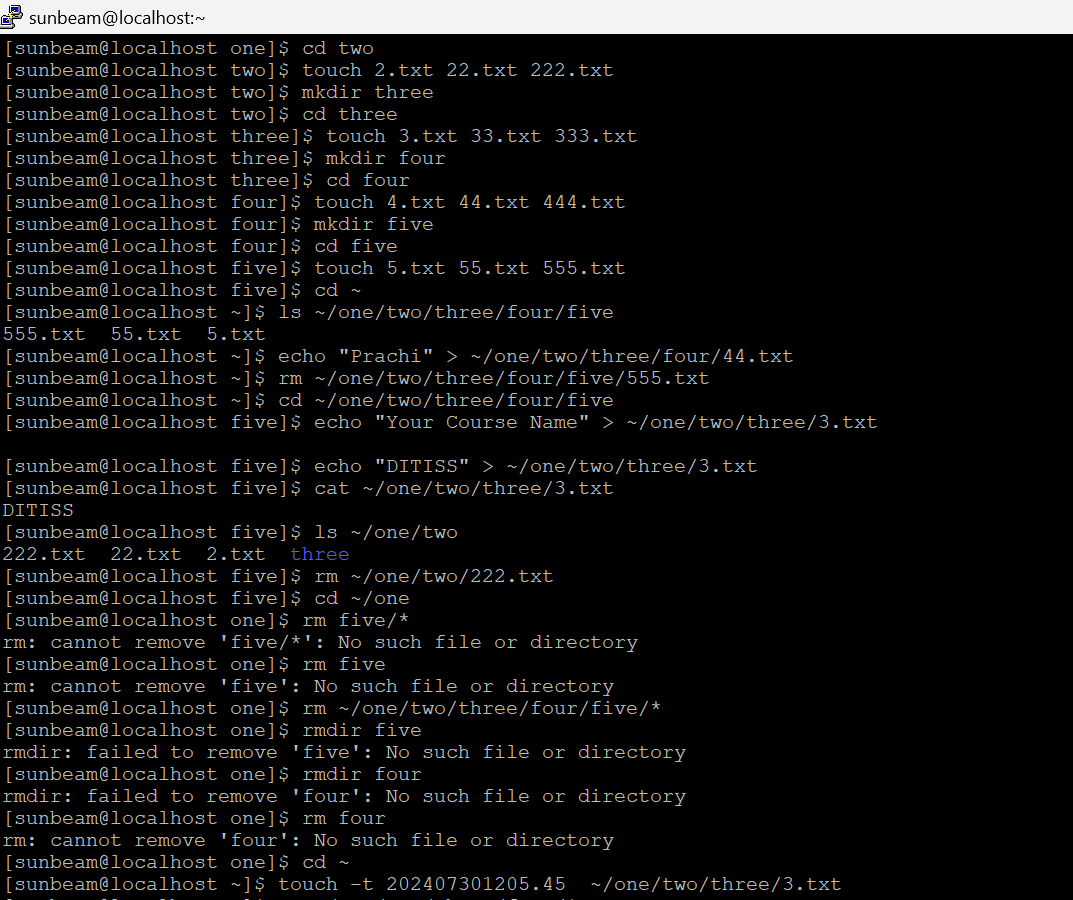 sunbeam@localhost:~
[sunbeam@localhost one]$ cd two
[sunbeam@localhost two]$ touch 2.txt 22.txt 222.txt
[sunbeam@localhost two]$ mkdir three
[sunbeam@localhost two]$ cd three
[sunbeam@localhost three]$ touch 3.txt 33.txt 333.txt
[sunbeam@localhost three]$ mkdir four
[sunbeam@localhost three]$ cd four
[sunbeam@localhost four]$ touch 4.txt 44.txt 444.txt
[sunbeam@localhost four]$ mkdir five
[sunbeam@localhost four]$ cd five
[sunbeam@localhost five]$ touch 5.txt 55.txt 555.txt
[sunbeam@localhost five]$ cd ~
[sunbeam@localhost ~]$ ls ~/one/two/three/four/five
555.txt  55.txt  5.txt
[sunbeam@localhost ~]$ echo "Prachi" > ~/one/two/three/four/44.txt
[sunbeam@localhost ~]$ rm ~/one/two/three/four/five/555.txt
[sunbeam@localhost ~]$ cd ~/one/two/three/four/five
[sunbeam@localhost five]$ echo "Your Course Name" > ~/one/two/three/3.txt
[sunbeam@localhost five]$ echo "DITISS" > ~/one/two/three/3.txt
[sunbeam@localhost five]$ cat ~/one/two/three/3.txt
DITISS
[sunbeam@localhost five]$ ls ~/one/two
222.txt  22.txt  2.txt  three
[sunbeam@localhost five]$ rm ~/one/two/222.txt
[sunbeam@localhost five]$ cd ~/one
[sunbeam@localhost one]$ rm five/*
rm: cannot remove 'five/*': No such file or directory
[sunbeam@localhost one]$ rm five
rm: cannot remove 'five': No such file or directory
[sunbeam@localhost one]$ rm ~/one/two/three/four/five/*
[sunbeam@localhost one]$ rmdir five
rmdir: failed to remove 'five': No such file or directory
[sunbeam@localhost one]$ rmdir four
rmdir: failed to remove 'four': No such file or directory
[sunbeam@localhost one]$ rm four
rm: cannot remove 'four': No such file or directory
[sunbeam@localhost one]$ cd ~
[sunbeam@localhost ~]$ touch -t 202407301205.45  ~/one/two/three/3.txt